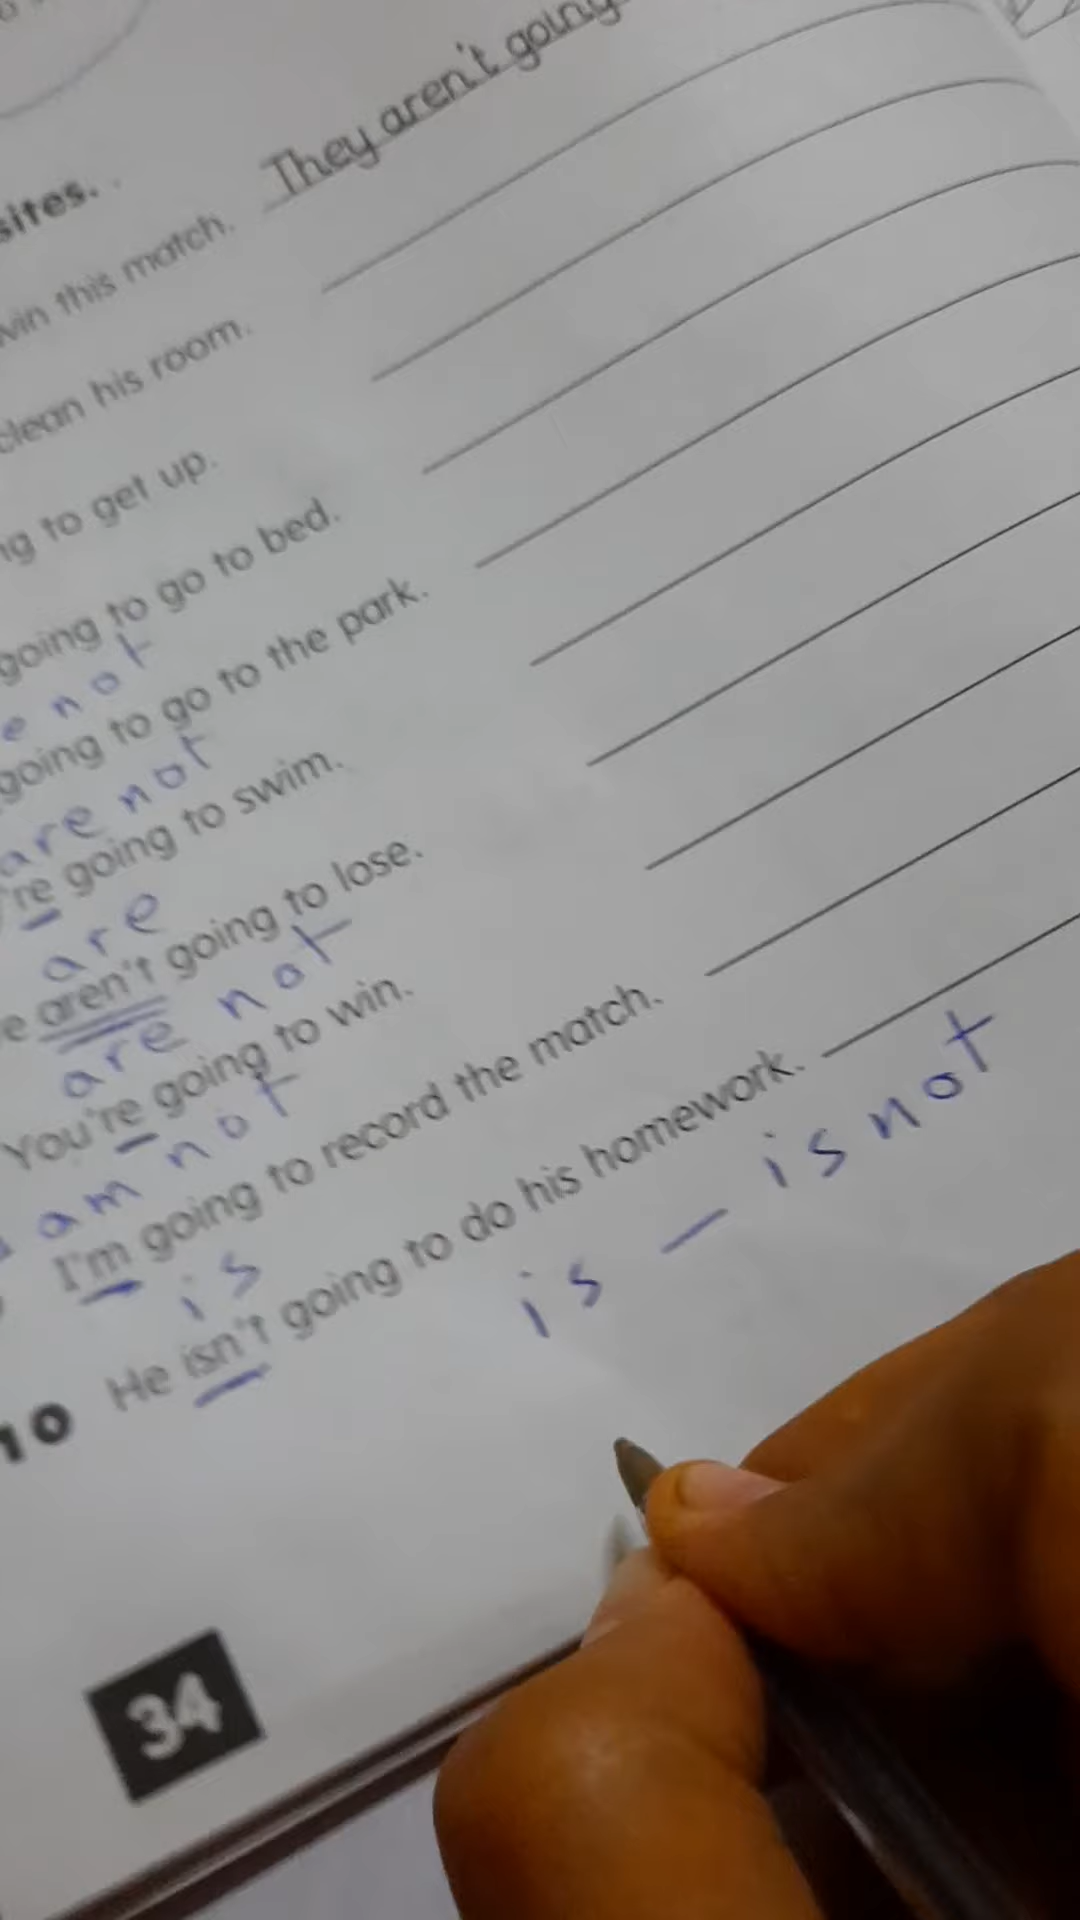 They aren't going
sites.
win this match.
clean his room.
ng to get up.
going to go to bed.
e not
going to go to the park.
are not
're going to swim.
are
e aren't going to lose.
are not
You're going to win.
am not
I'm going to record the match.
is
10 He isn't going to do his homework.
is — is not
34